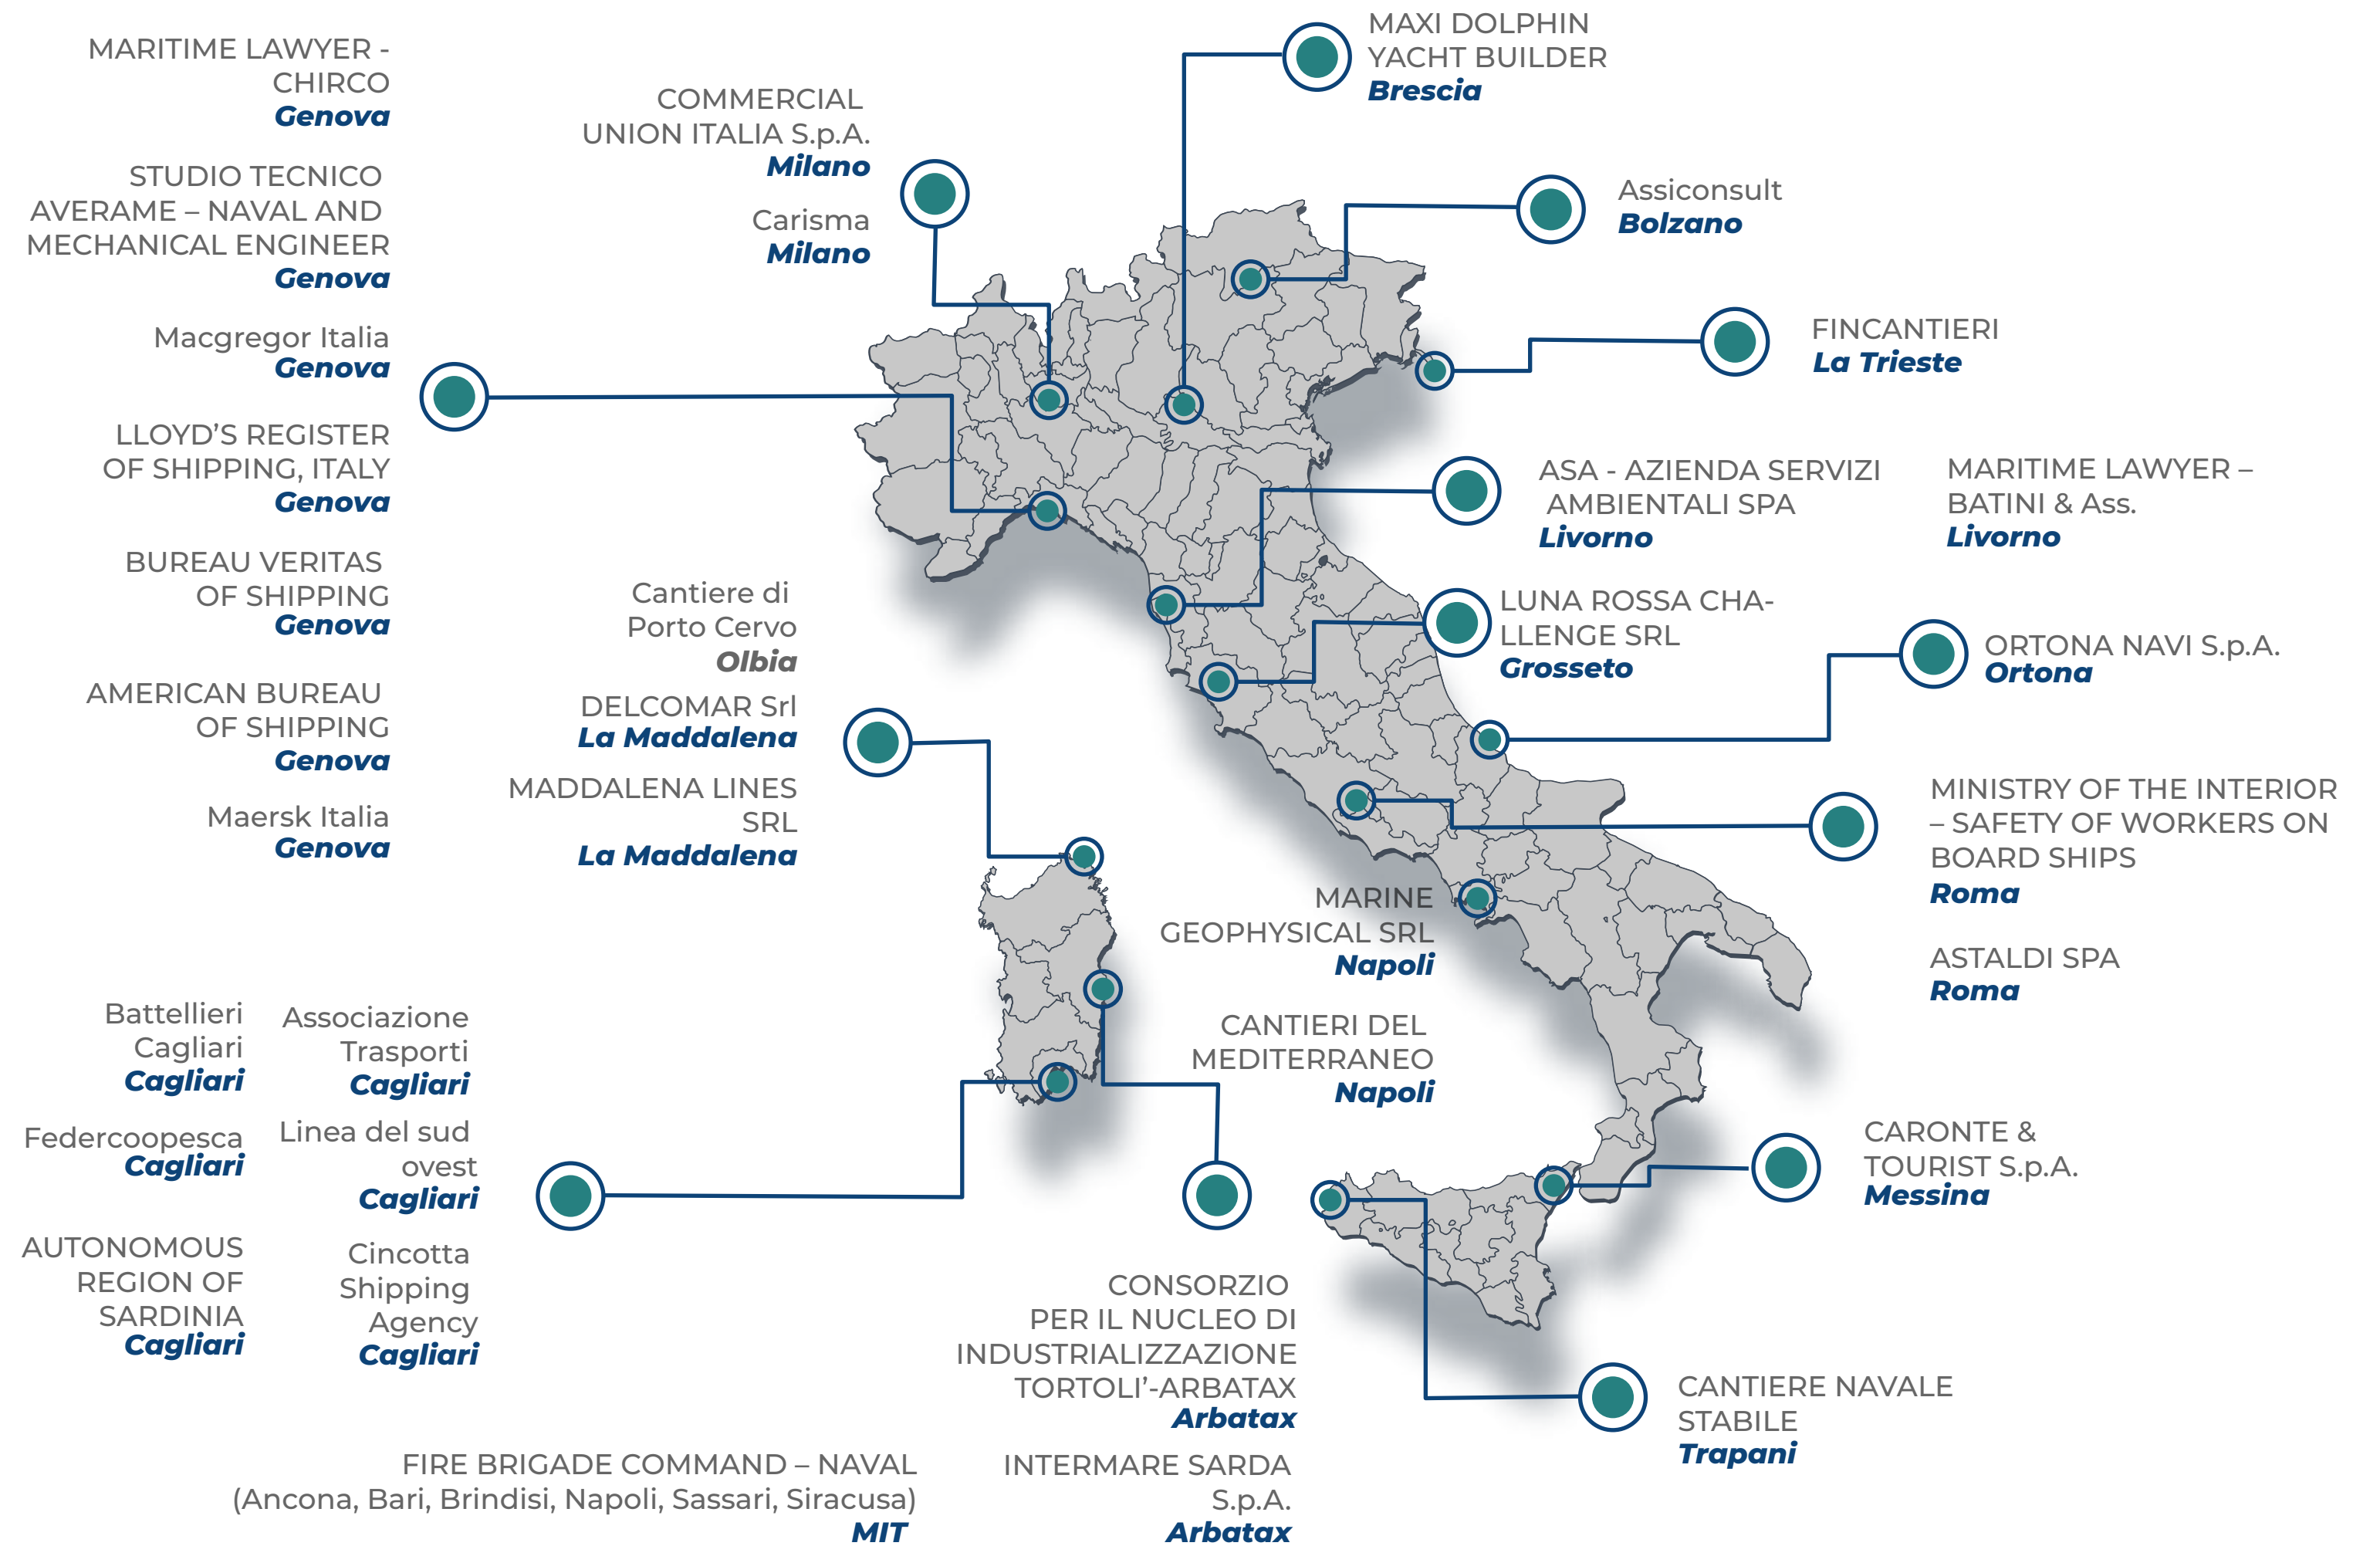 MARITIME LAWYER -
CHIRCO
Genova
STUDIO TECNICO
AVERAME – NAVAL AND
MECHANICAL ENGINEER
Genova
Macgregor Italia
Genova
LLOYD’S REGISTER
OF SHIPPING, ITALY
Genova
BUREAU VERITAS
OF SHIPPING
Genova
AMERICAN BUREAU
OF SHIPPING
Genova
Maersk Italia
Genova
COMMERCIAL
UNION ITALIA S.p.A.
Milano
Carisma
Milano
MAXI DOLPHIN
YACHT BUILDER
Brescia
Assiconsult
Bolzano
FINCANTIERI
La Trieste
ASA - AZIENDA SERVIZI
AMBIENTALI SPA
Livorno
MARITIME LAWYER –
BATINI & Ass.
Livorno
LUNA ROSSA CHA-
LLENGE SRL
Grosseto
ORTONA NAVI S.p.A.
Ortona
MINISTRY OF THE INTERIOR
– SAFETY OF WORKERS ON
BOARD SHIPS
Roma
ASTALDI SPA
Roma
Cantiere di
Porto Cervo
Olbia
DELCOMAR Srl
La Maddalena
MADDALENA LINES
SRL
La Maddalena
MARINE
GEOPHYSICAL SRL
Napoli
CANTIERI DEL
MEDITERRANEO
Napoli
Battellieri
Cagliari
Cagliari
Federcoopesca
Cagliari
AUTONOMOUS
REGION OF
SARDINIA
Cagliari
Associazione
Trasporti
Cagliari
Linea del sud
ovest
Cagliari
Cincotta
Shipping
Agency
Cagliari
CARONTE &
TOURIST S.p.A.
Messina
CONSORZIO
PER IL NUCLEO DI
INDUSTRIALIZZAZIONE
TORTOLI’-ARBATAX
Arbatax
INTERMARE SARDA
S.p.A.
Arbatax
CANTIERE NAVALE
STABILE
Trapani
FIRE BRIGADE COMMAND – NAVAL
(Ancona, Bari, Brindisi, Napoli, Sassari, Siracusa)
MIT